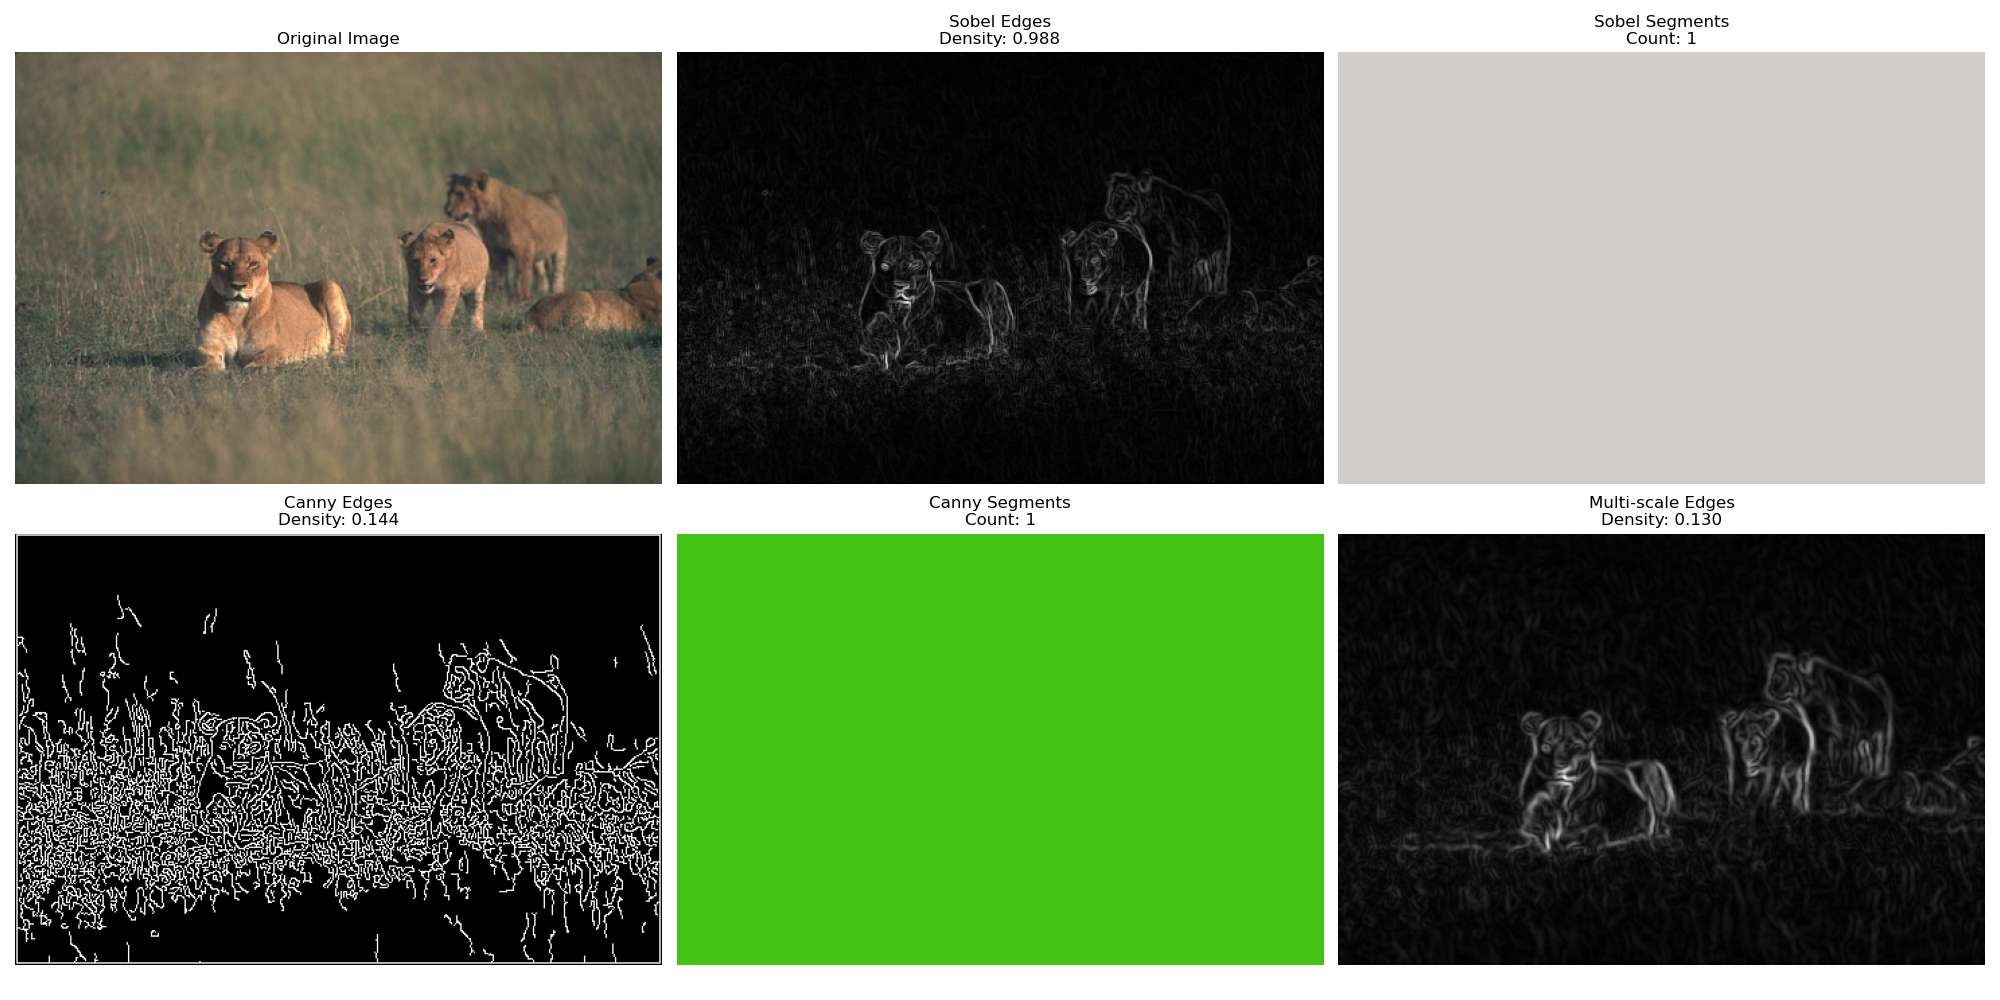 Original Image
Sobel Edges
Density: 0.988
Sobel Segments
Count: 1
Canny Edges
Density: 0.144
Canny Segments
Count: 1
Multi-scale Edges
Density: 0.130